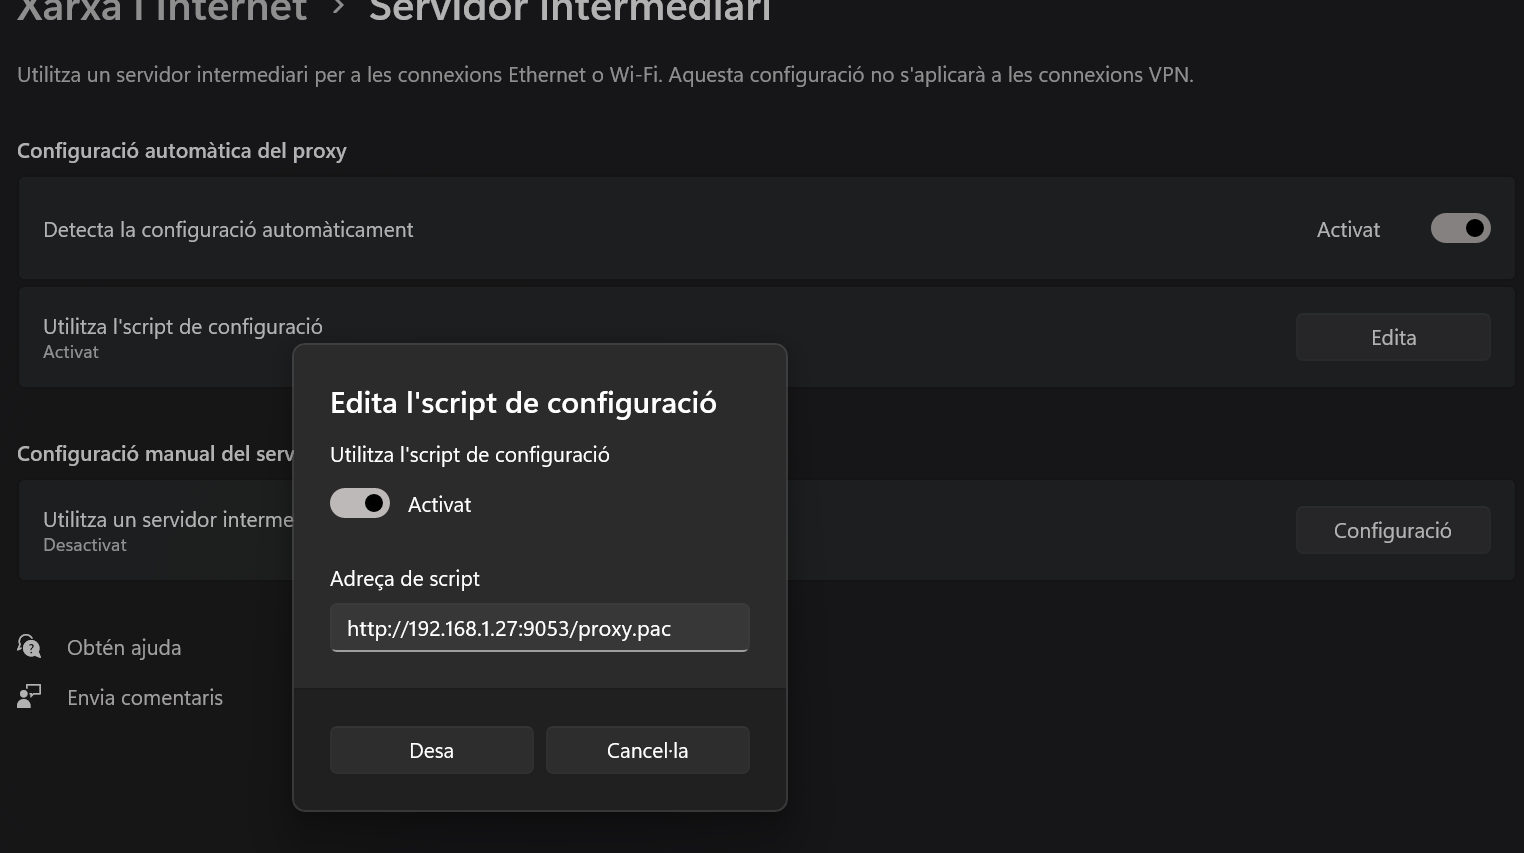 Xarxa i Internet > Servidor intermediari
Utilitza un servidor intermediari per a les connexions Ethernet o Wi-Fi. Aquesta configuració no s'aplicarà a les connexions VPN.
Configuració automàtica del proxy
Detecta la configuració automàticament
Activat
Utilitza l'script de configuració
Activat
Edita
Edita l'script de configuració
Utilitza l'script de configuració
Activat
Adreça de script
http://192.168.1.27:9053/proxy.pac
Desa
Cancel·la
Configuració manual del serv
Utilitza un servidor interme
Desactivat
Configuració
Obtén ajuda
Envia comentaris